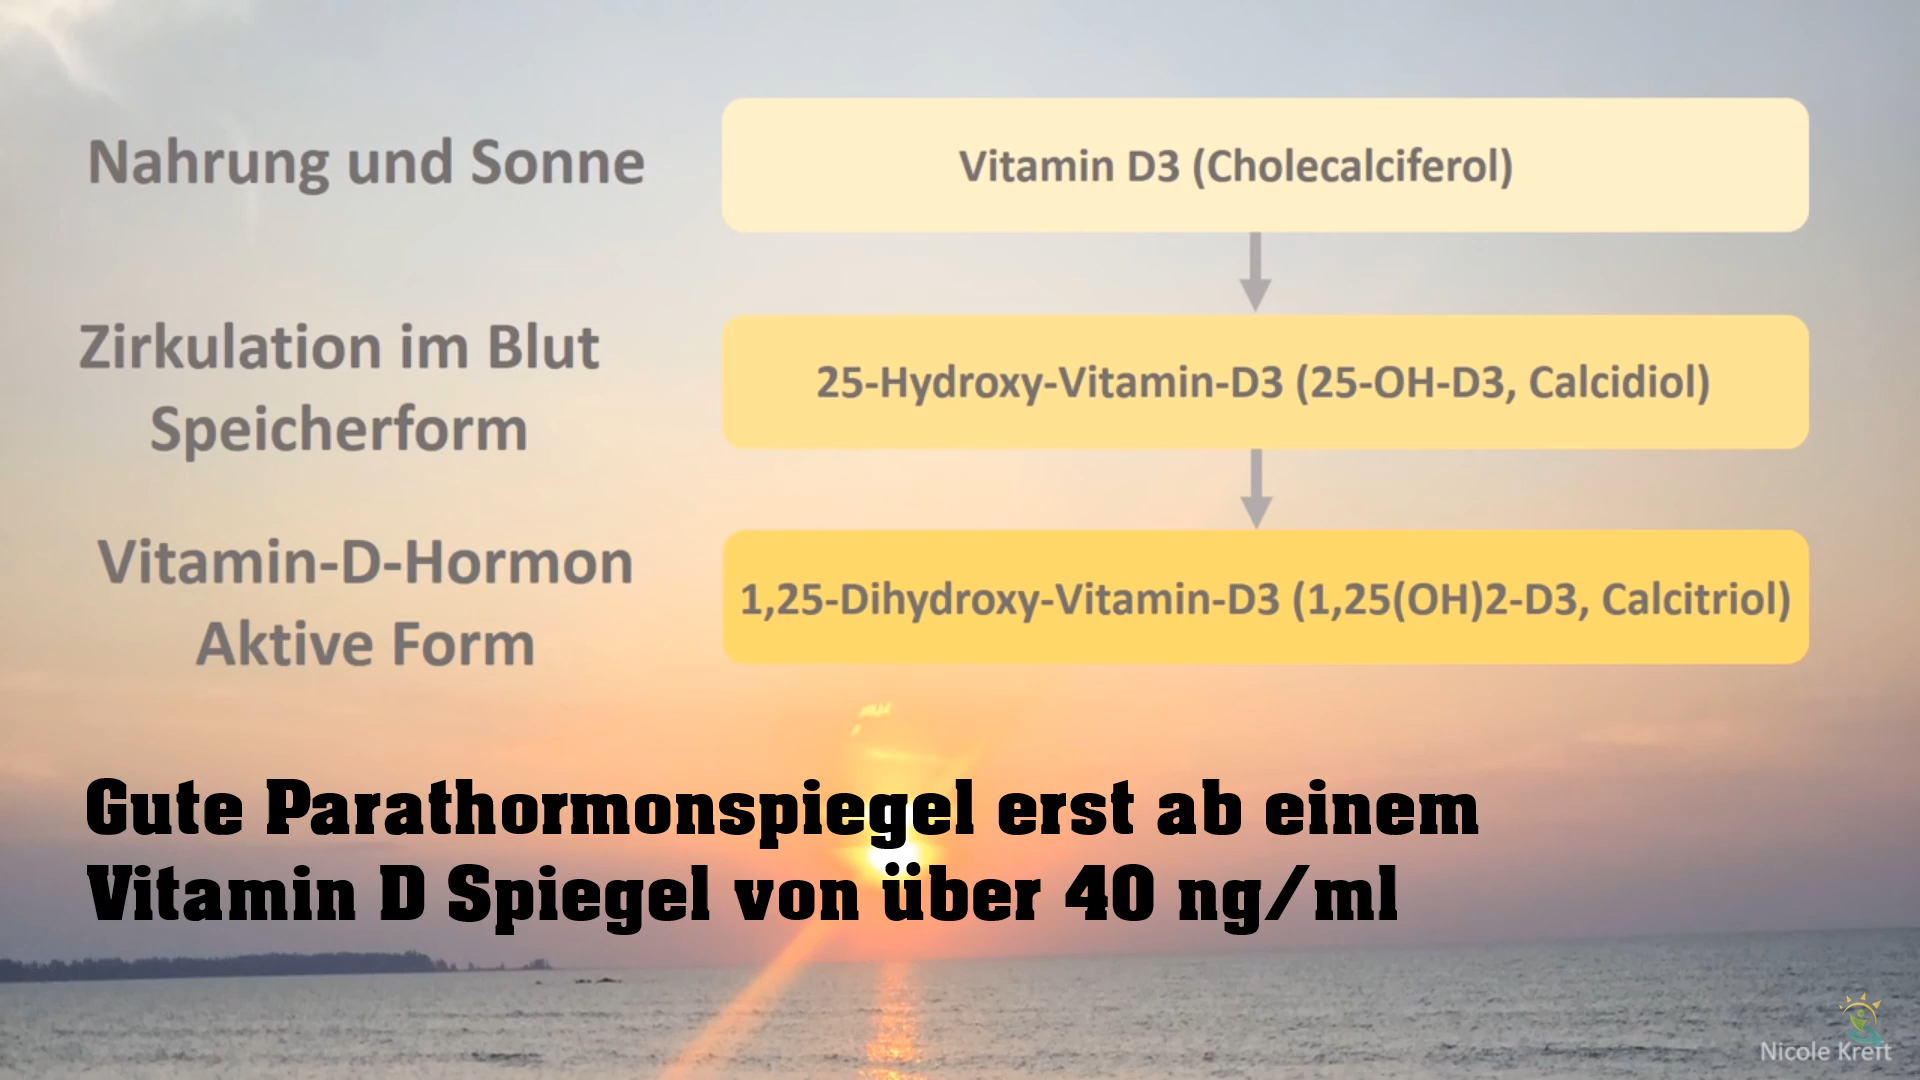 Nahrung und Sonne
Vitamin D3 (Cholecalciferol)
Zirkulation im Blut
Speicherform
25-Hydroxy-Vitamin-D3 (25-OH-D3, Calcidiol)
Vitamin-D-Hormon
Aktive Form
1,25-Dihydroxy-Vitamin-D3 (1,25(OH)2-D3, Calcitriol)
Gute Parathormonspiegel erst ab einem
Vitamin D Spiegel von über 40 ng/ml
Nicole Kreft